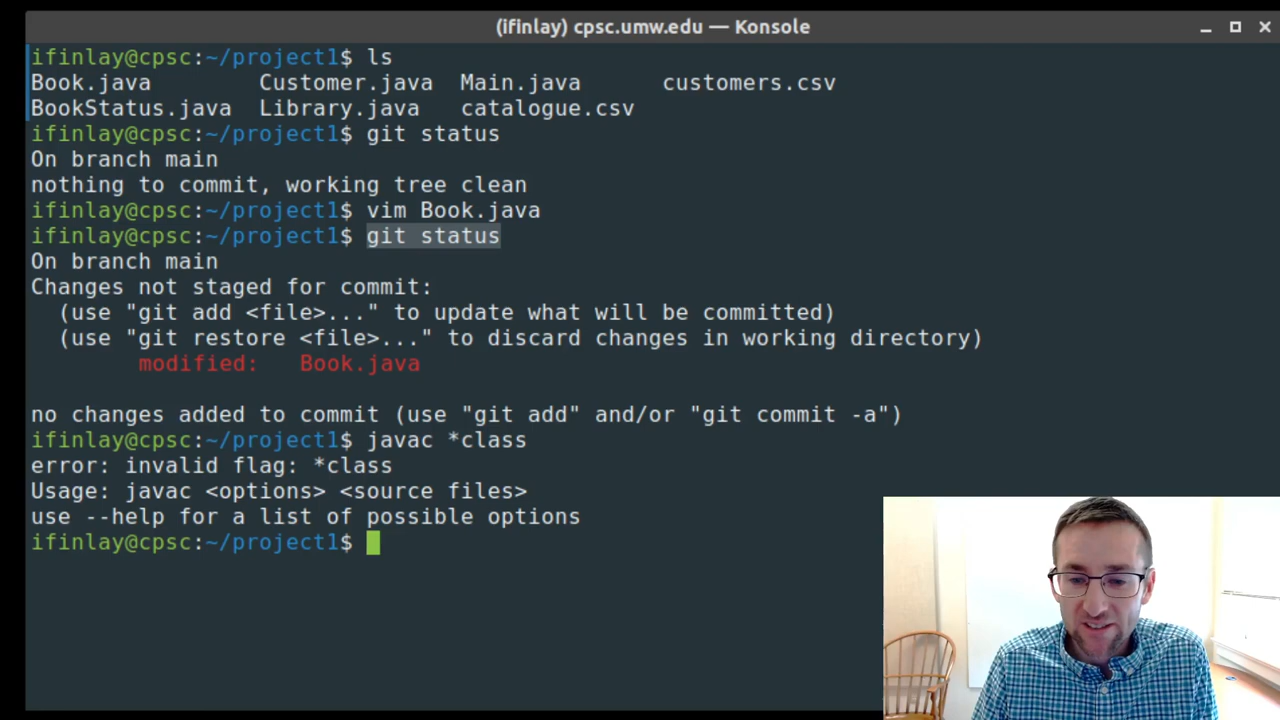 (ifinlay) cpsc.umw.edu — Konsole
ifinlay@cpsc:~/project1$ ls
Book.java        Customer.java  Main.java      customers.csv
BookStatus.java  Library.java   catalogue.csv
ifinlay@cpsc:~/project1$ git status
On branch main
nothing to commit, working tree clean
ifinlay@cpsc:~/project1$ vim Book.java
ifinlay@cpsc:~/project1$ git status
On branch main
Changes not staged for commit:
  (use "git add <file>..." to update what will be committed)
  (use "git restore <file>..." to discard changes in working directory)
        modified:   Book.java
no changes added to commit (use "git add" and/or "git commit -a")
ifinlay@cpsc:~/project1$ javac *class
error: invalid flag: *class
Usage: javac <options> <source files>
use --help for a list of possible options
ifinlay@cpsc:~/project1$